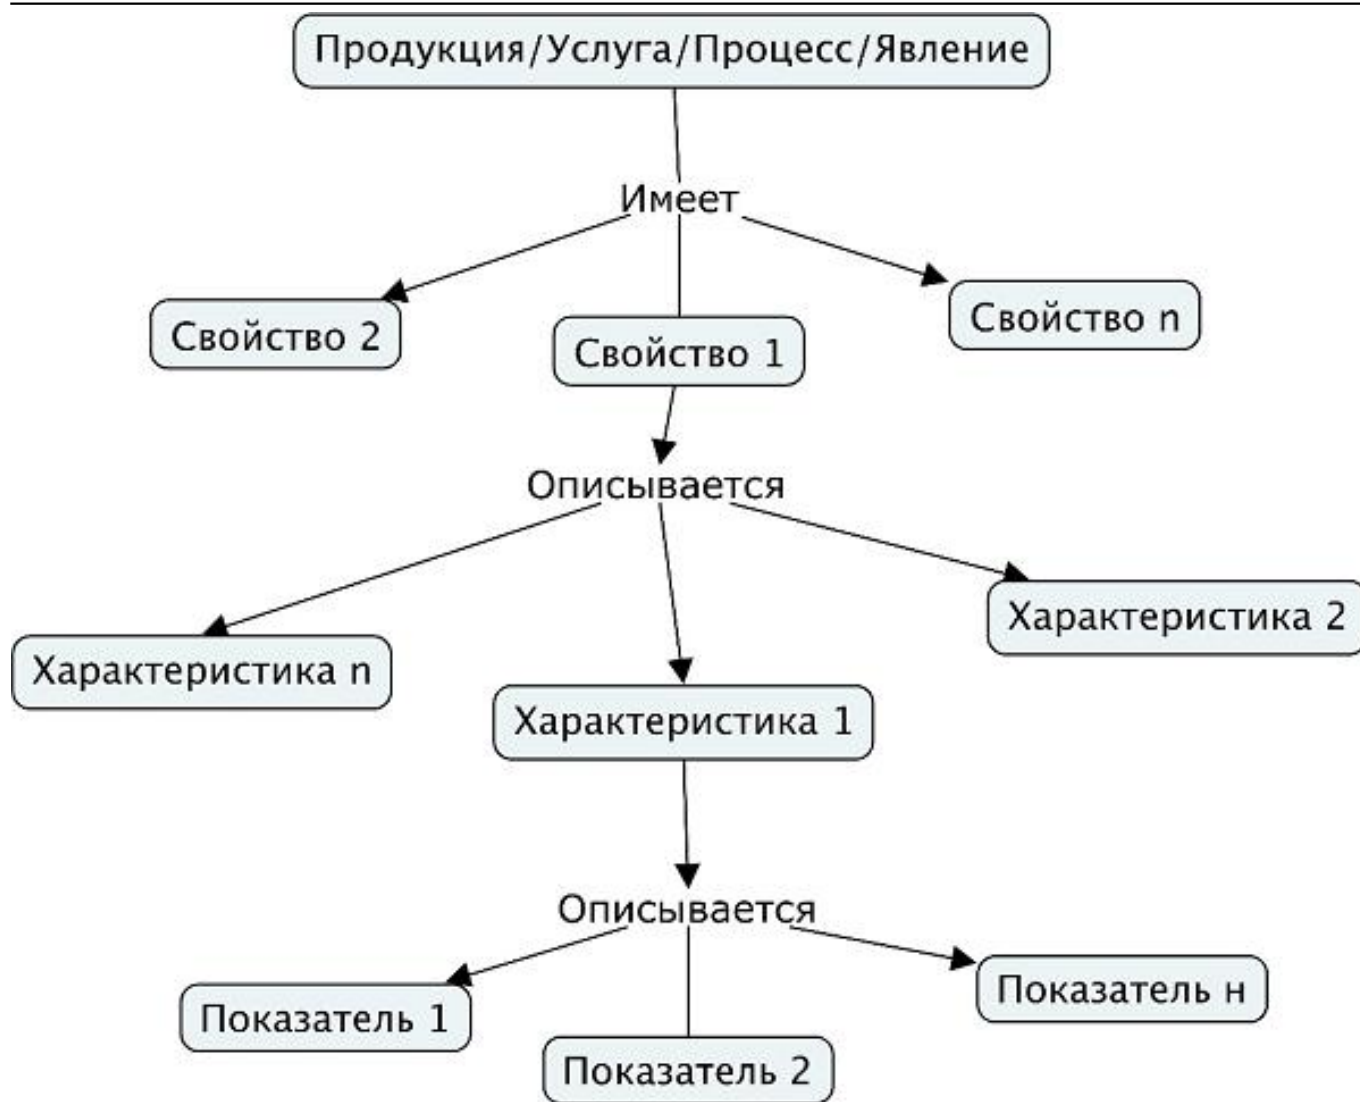 Продукция/Услуга/Процесс/Явление
Имеет
Свойство 2
Свойство 1
Свойство n
Описывается
Характеристика n
Характеристика 1
Характеристика 2
Описывается
Показатель 1
Показатель 2
Показатель н